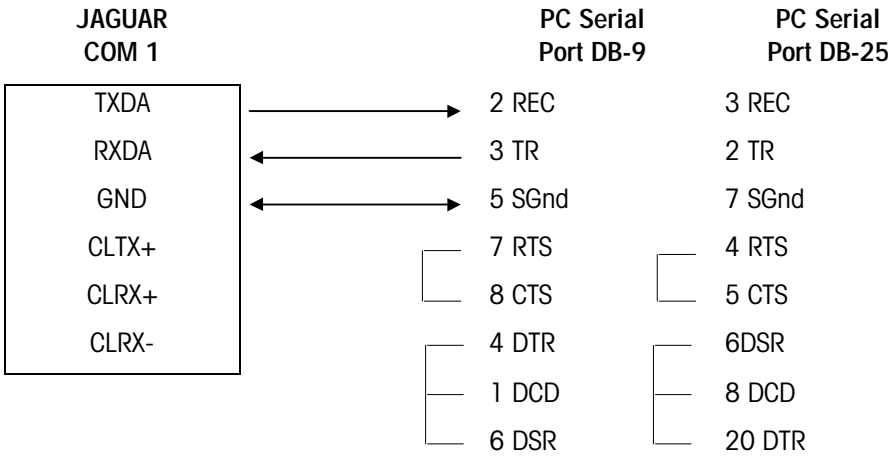 JAGUAR PC Serial PC Serial
COM 1 Port DB-9 Port DB-25
TXDA 2 REC 3 REC
RXDA 3 TR 2 TR
GND 5 SGnd 7 SGnd
CLTX+ 7 RTS 4 RTS
CLRX+ 8 CTS 5 CTS
CLRX- 4 DTR 6DSR
1 DCD 8 DCD
6 DSR 20 DTR